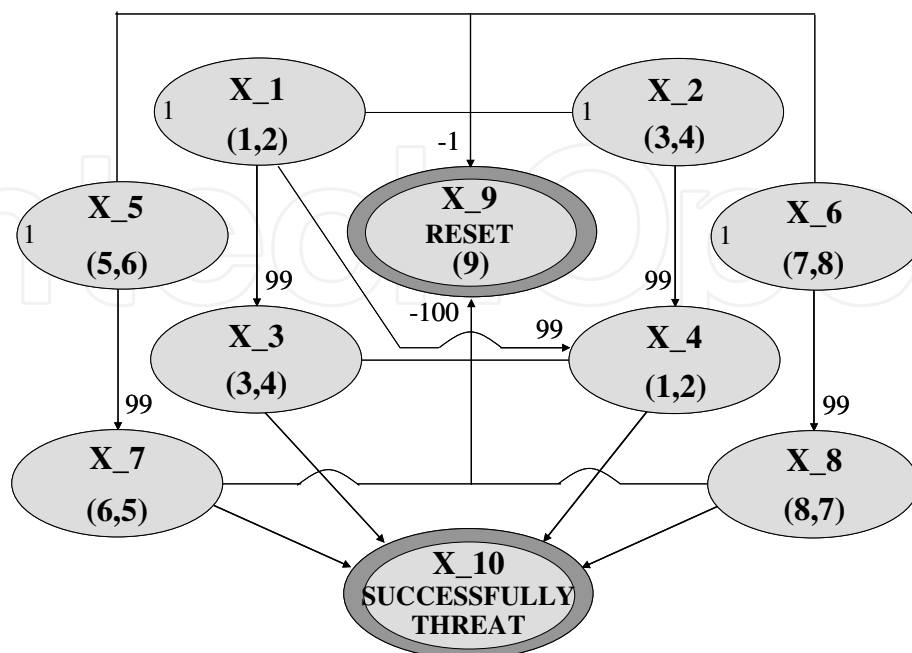 X_1
(1,2)
1
X_2
(3,4)
1
-1
X_5
(5,6)
1
X_9
RESET
(9)
X_6
(7,8)
1
99
99
-100
99
X_3
(3,4)
X_4
(1,2)
99
99
X_7
(6,5)
X_8
(8,7)
X_10
SUCCESSFULLY
THREAT